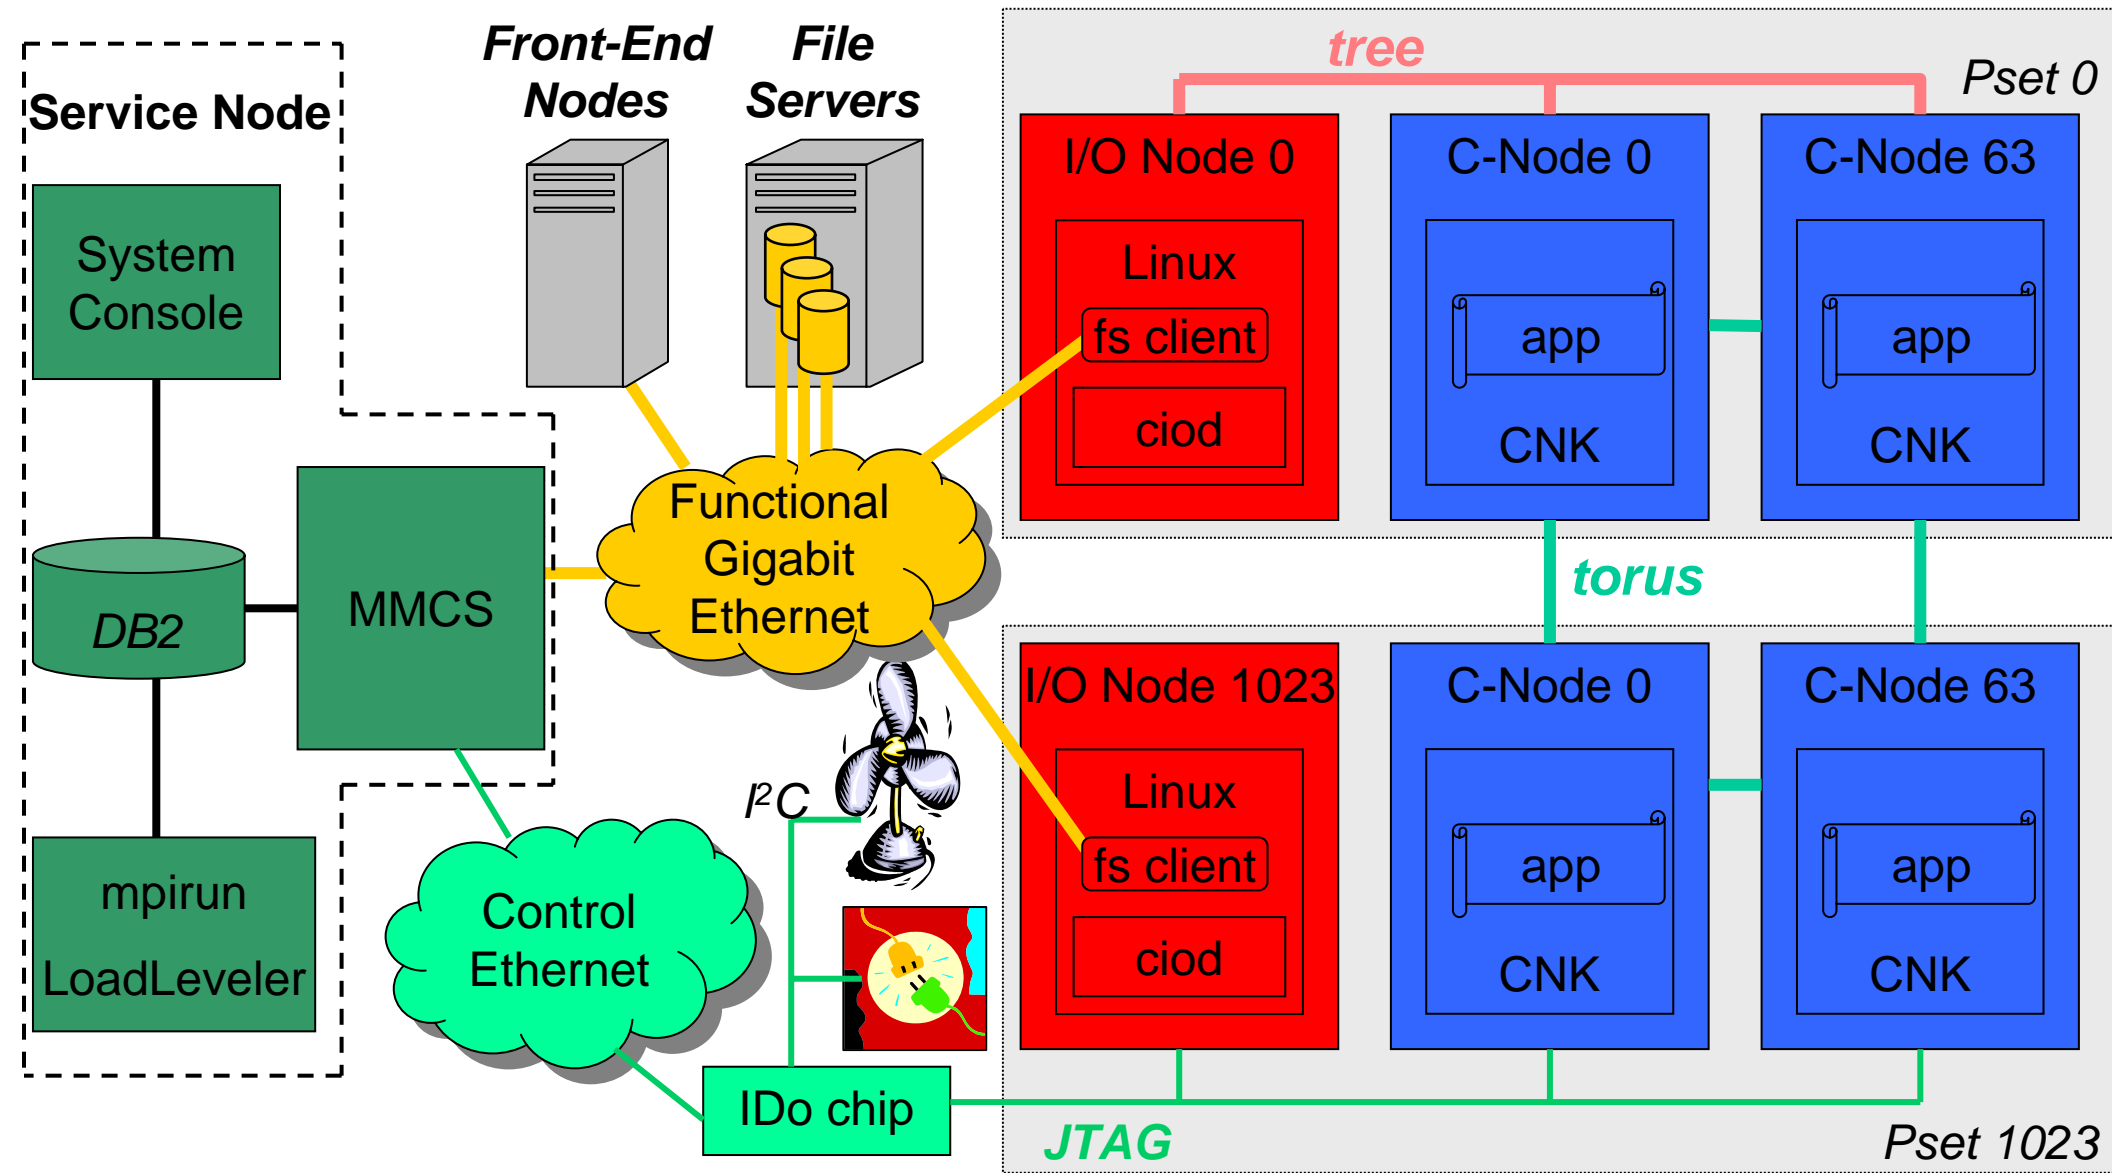 Service Node
System
Console
DB2
MMCS
mpirun
LoadLeveler
Front-End
Nodes
File
Servers
Functional
Gigabit
Ethernet
I²C
Control
Ethernet
IDo chip
tree
Pset 0
I/O Node 0
Linux
fs client
ciod
C-Node 0
app
CNK
C-Node 63
app
CNK
torus
I/O Node 1023
Linux
fs client
ciod
C-Node 0
app
CNK
C-Node 63
app
CNK
JTAG
Pset 1023